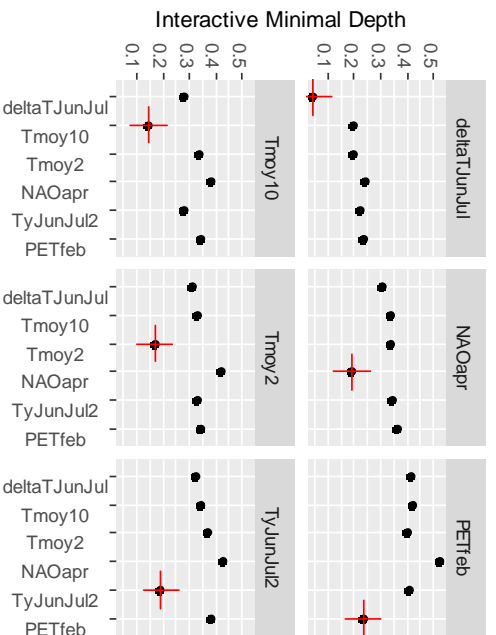 Interactive Minimal Depth
0.1 0.2 0.3 0.4 0.5
0.1 0.2 0.3 0.4 0.5
deltaTJunJul
Tmoy10
deltaTJunJul
Tmoy10
Tmoy2
NAOapr
TyJunJul2
PETfeb
NAOapr
Tmoy2
deltaTJunJul
Tmoy10
Tmoy2
NAOapr
TyJunJul2
PETfeb
PETfeb
TyJunJul2
deltaTJunJul
Tmoy10
Tmoy2
NAOapr
TyJunJul2
PETfeb